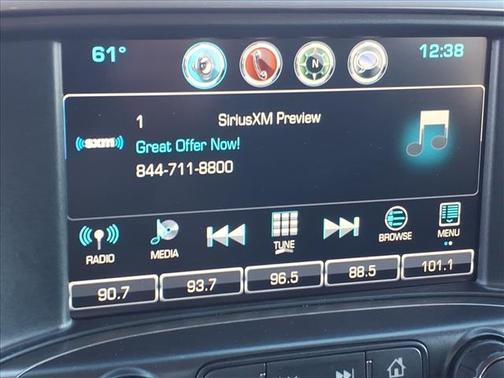 61° 12:38
N
1 SiriusXM Preview
((sxm))
Great Offer Now!
844-711-8800
RADIO MEDIA TUNE BROWSE MENU
90.7 93.7 96.5 88.5 101.1